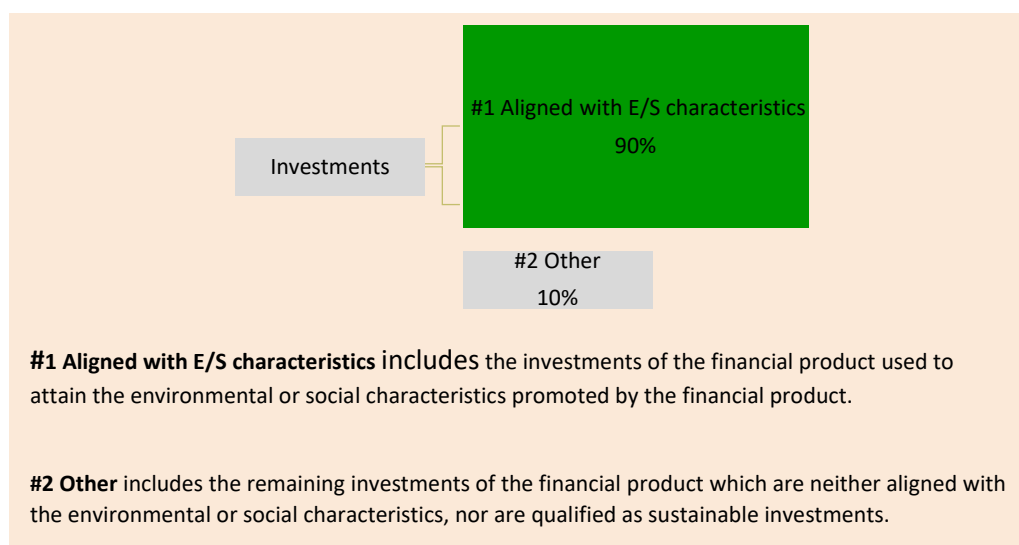 #1 Aligned with E/S characteristics
90%
Investments
#2 Other
10%
#1 Aligned with E/S characteristics includes the investments of the financial product used to
attain the environmental or social characteristics promoted by the financial product.
#2 Other includes the remaining investments of the financial product which are neither aligned with
the environmental or social characteristics, nor are qualified as sustainable investments.